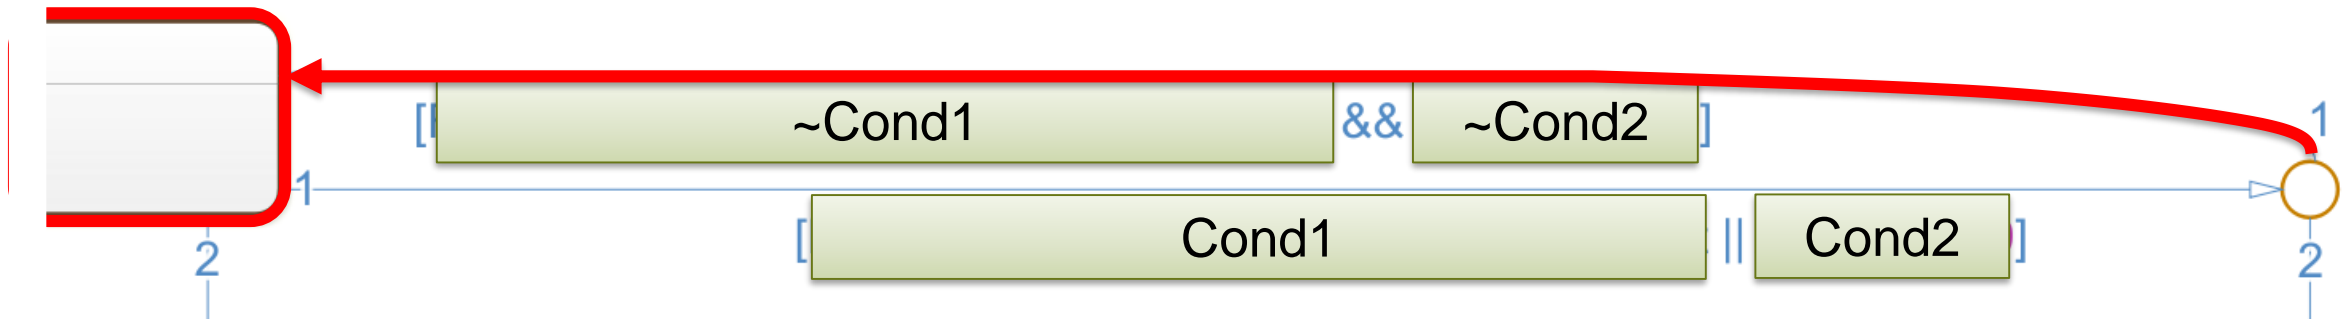 [ ~Cond1 && ~Cond2 ] 1
1
[ Cond1 || Cond2 ]
2 2